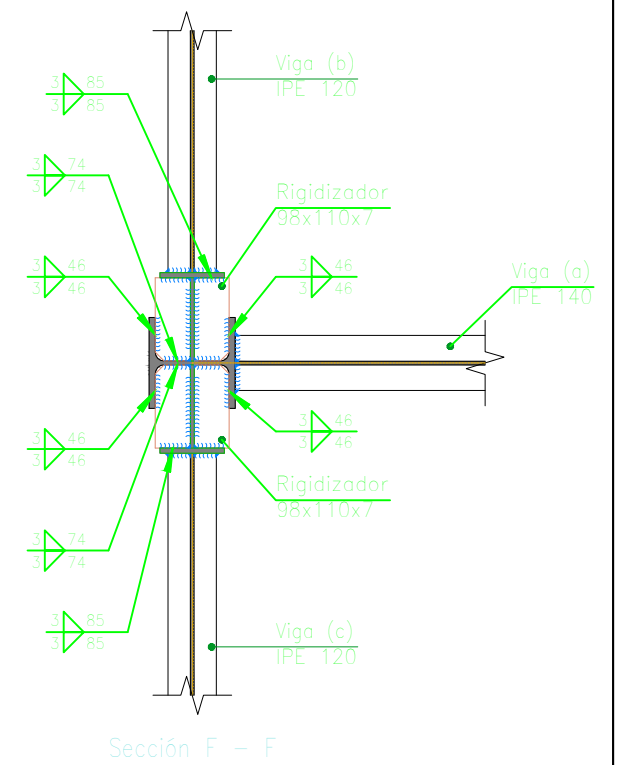 Viga (b)
IPE 120
3 85
3 85
3 74
3 74
Rigidizador
98x110x7
3 46
3 46
3 46
3 46
Viga (a)
IPE 140
3 46
3 46
3 46
3 46
Rigidizador
98x110x7
3 74
3 74
3 85
3 85
Viga (c)
IPE 120
Sección F - F